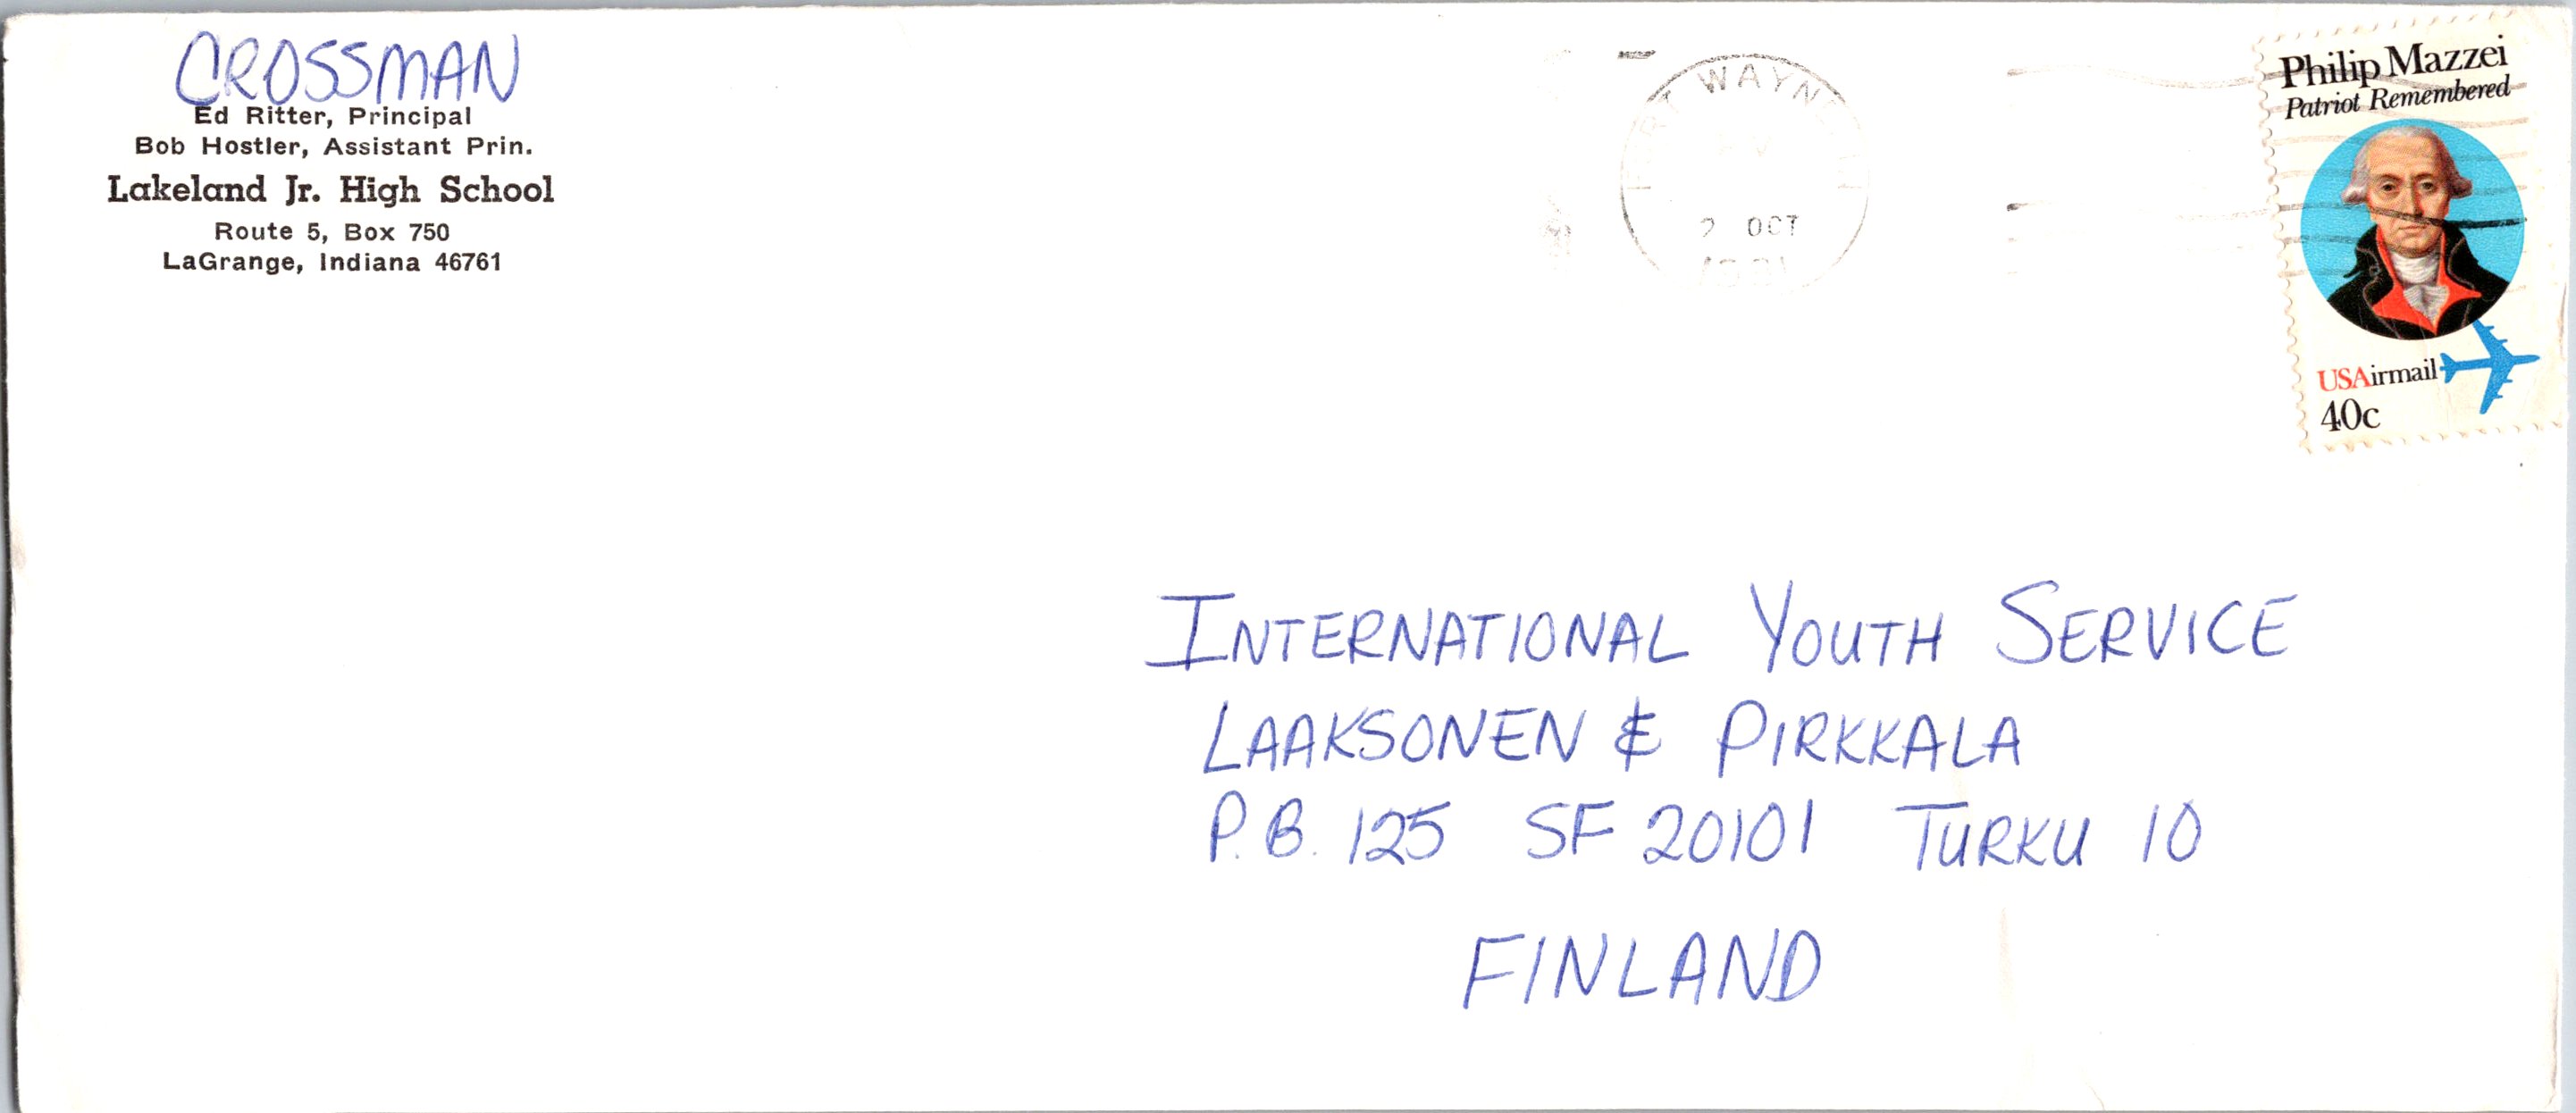 CROSSMAN
Ed Ritter, Principal
Bob Hostler, Assistant Prin.
Lakeland Jr. High School
Route 5, Box 750
LaGrange, Indiana 46761
WAYNE
2 OCT
Philip Mazzei
Patriot Remembered
USAirmail
40c
INTERNATIONAL YOUTH SERVICE
LAAKSONEN & PIRKKALA
P.B. 125 SF 20101 TURKU 10
FINLAND